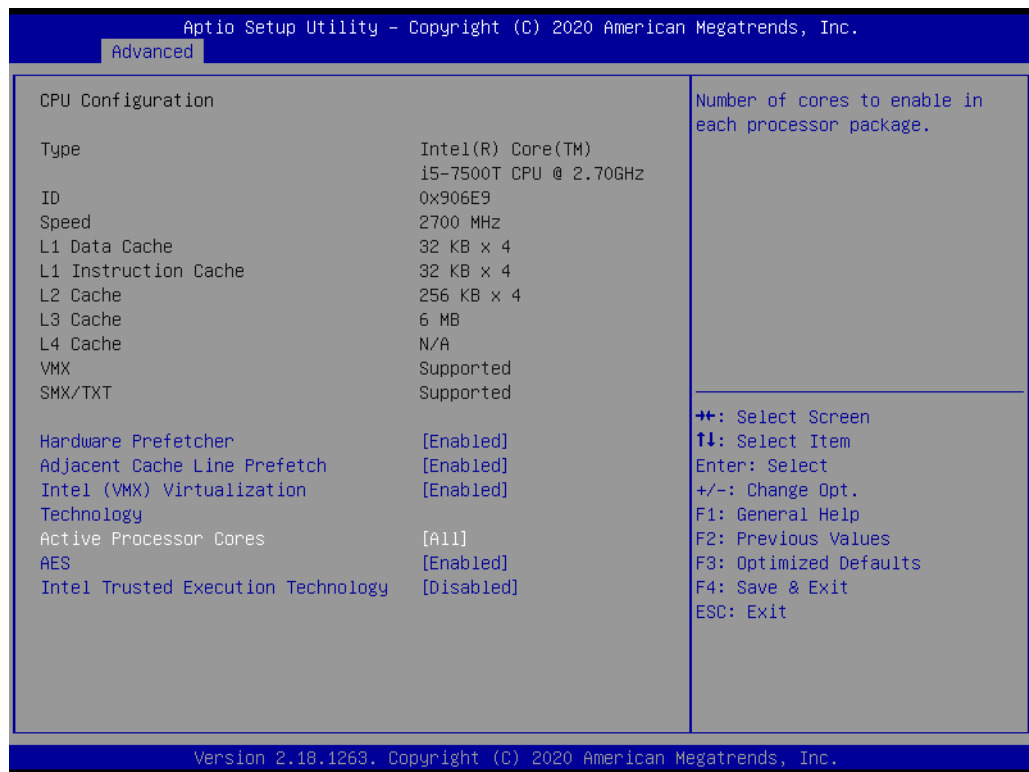 Aptio Setup Utility – Copyright (C) 2020 American Megatrends, Inc.
Advanced
CPU Configuration
Type Intel(R) Core(TM)
i5-7500T CPU @ 2.70GHz
ID 0x906E9
Speed 2700 MHz
L1 Data Cache 32 KB x 4
L1 Instruction Cache 32 KB x 4
L2 Cache 256 KB x 4
L3 Cache 6 MB
L4 Cache N/A
VMX Supported
SMX/TXT Supported
Hardware Prefetcher [Enabled]
Adjacent Cache Line Prefetch [Enabled]
Intel (VMX) Virtualization [Enabled]
Technology
Active Processor Cores [All]
AES [Enabled]
Intel Trusted Execution Technology [Disabled]
Number of cores to enable in
each processor package.
→←: Select Screen
↑↓: Select Item
Enter: Select
+/-: Change Opt.
F1: General Help
F2: Previous Values
F3: Optimized Defaults
F4: Save & Exit
ESC: Exit
Version 2.18.1263. Copyright (C) 2020 American Megatrends, Inc.